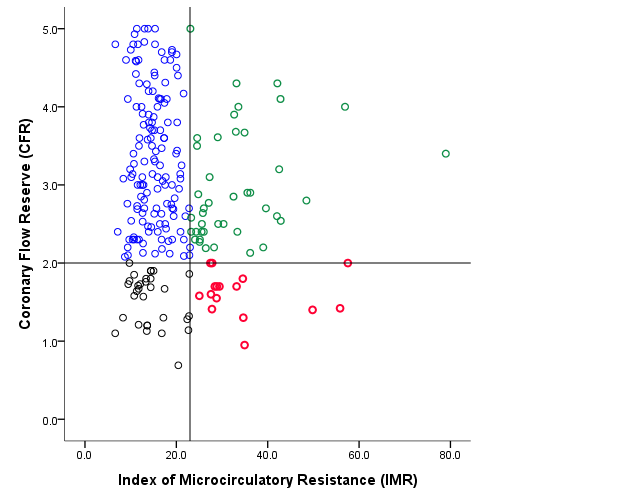 5.0
4.0
3.0
2.0
1.0
0.0
Coronary Flow Reserve (CFR)
0.0 20.0 40.0 60.0 80.0
Index of Microcirculatory Resistance (IMR)